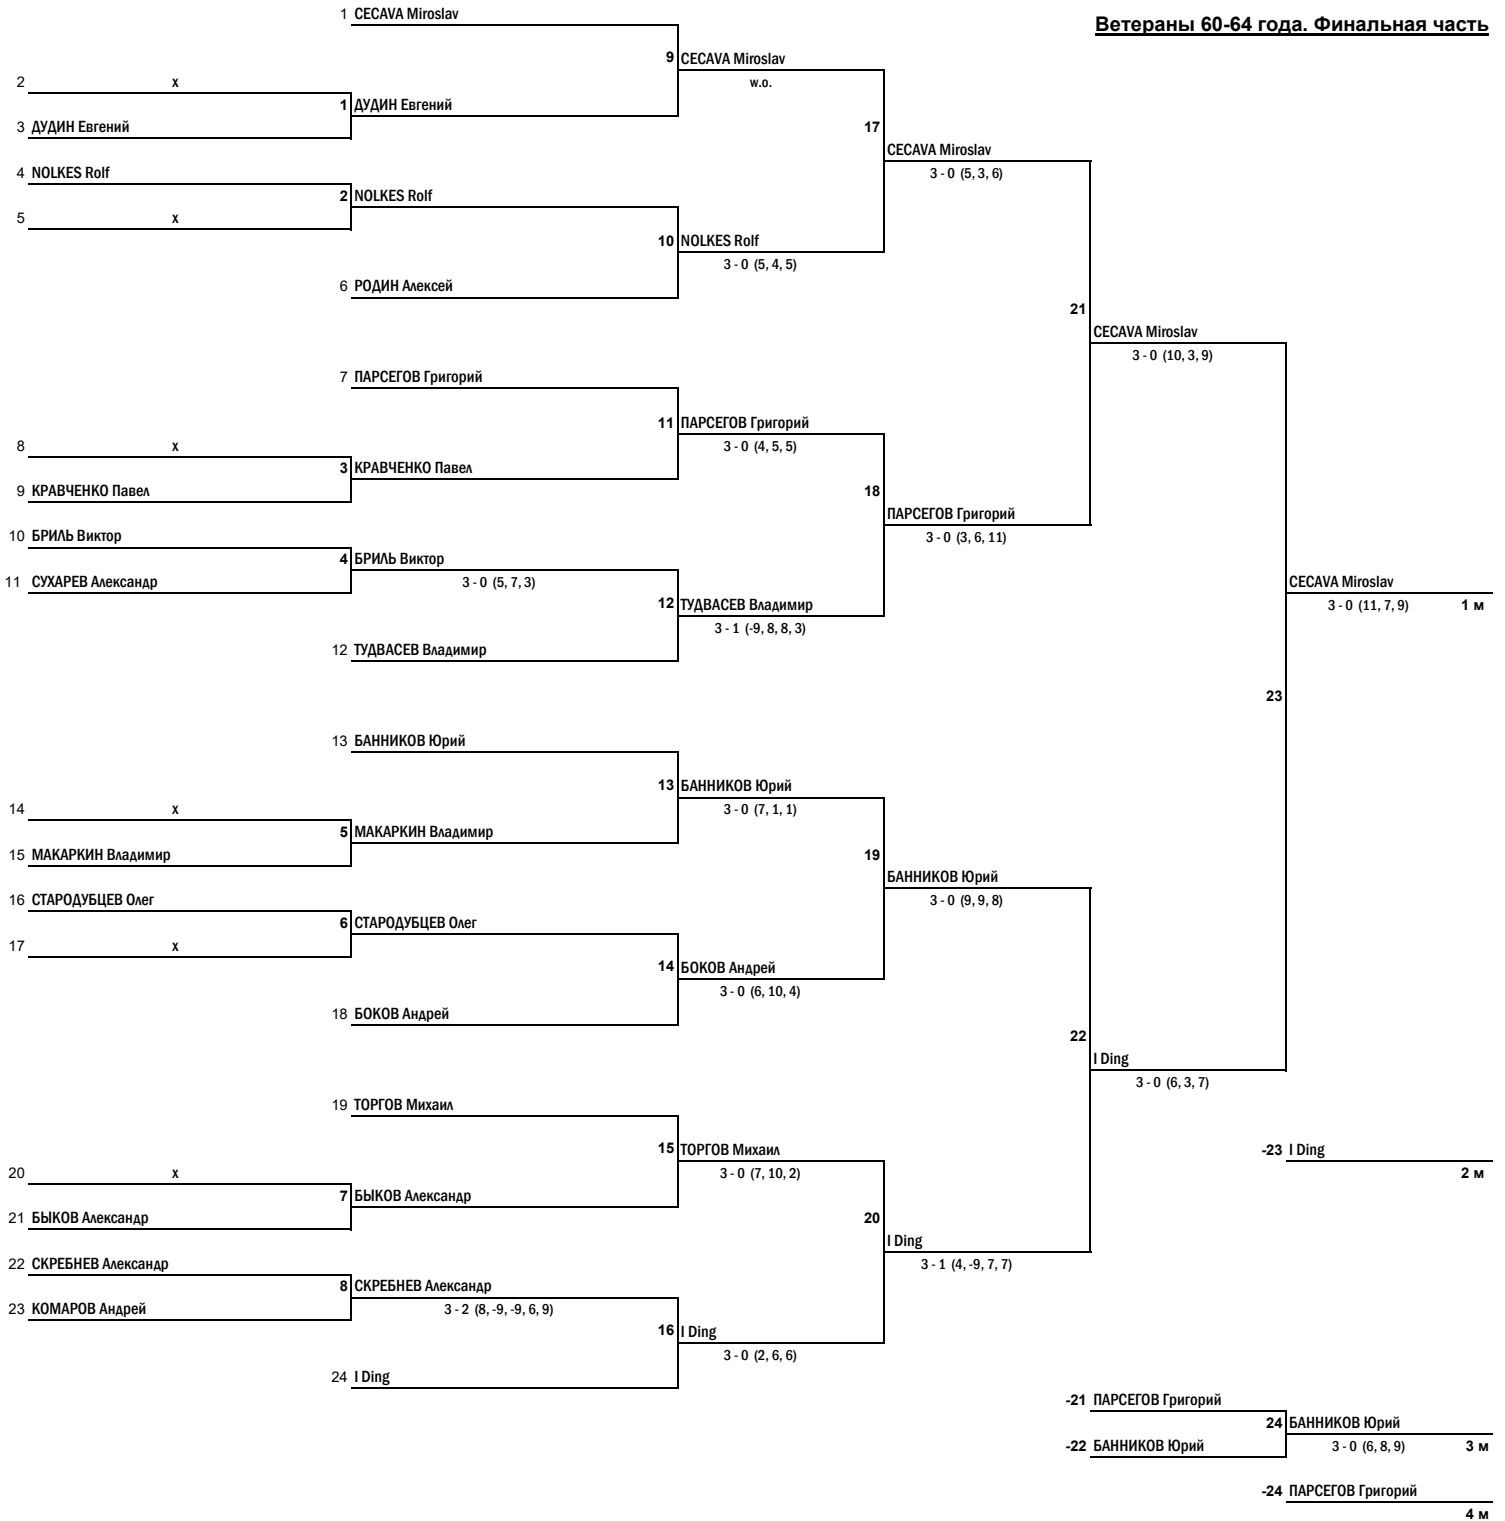 1 CECAVA Miroslav
Ветераны 60-64 года. Финальная часть
9 CECAVA Miroslav
2 x
w.o.
1 ДУДИН Евгений
3 ДУДИН Евгений
17
CECAVA Miroslav
4 NOLKES Rolf
3 - 0 (5, 3, 6)
2 NOLKES Rolf
5 x
10 NOLKES Rolf
3 - 0 (5, 4, 5)
6 РОДИН Алексей
21
CECAVA Miroslav
3 - 0 (10, 3, 9)
7 ПАРСЕГОВ Григорий
11 ПАРСЕГОВ Григорий
8 x
3 - 0 (4, 5, 5)
3 КРАВЧЕНКО Павел
9 КРАВЧЕНКО Павел
18
ПАРСЕГОВ Григорий
10 БРИЛЬ Виктор
3 - 0 (3, 6, 11)
4 БРИЛЬ Виктор
11 СУХАРЕВ Александр
3 - 0 (5, 7, 3)
CECAVA Miroslav
12 ТУДВАСЕВ Владимир
3 - 0 (11, 7, 9) 1 м
3 - 1 (-9, 8, 8, 3)
12 ТУДВАСЕВ Владимир
23
13 БАННИКОВ Юрий
13 БАННИКОВ Юрий
14 x
3 - 0 (7, 1, 1)
5 МАКАРКИН Владимир
15 МАКАРКИН Владимир
19
БАННИКОВ Юрий
16 СТАРОДУБЦЕВ Олег
3 - 0 (9, 9, 8)
6 СТАРОДУБЦЕВ Олег
17 x
14 БОКОВ Андрей
3 - 0 (6, 10, 4)
18 БОКОВ Андрей
22
I Ding
3 - 0 (6, 3, 7)
19 ТОРГОВ Михаил
15 ТОРГОВ Михаил
-23 I Ding
20 x
3 - 0 (7, 10, 2)
2 м
7 БЫКОВ Александр
21 БЫКОВ Александр
20
I Ding
22 СКРЕБНЕВ Александр
3 - 1 (4, -9, 7, 7)
8 СКРЕБНЕВ Александр
23 КОМАРОВ Андрей
3 - 2 (8, -9, -9, 6, 9)
16 I Ding
3 - 0 (2, 6, 6)
24 I Ding
-21 ПАРСЕГОВ Григорий
24 БАННИКОВ Юрий
-22 БАННИКОВ Юрий
3 - 0 (6, 8, 9) 3 м
-24 ПАРСЕГОВ Григорий
4 м